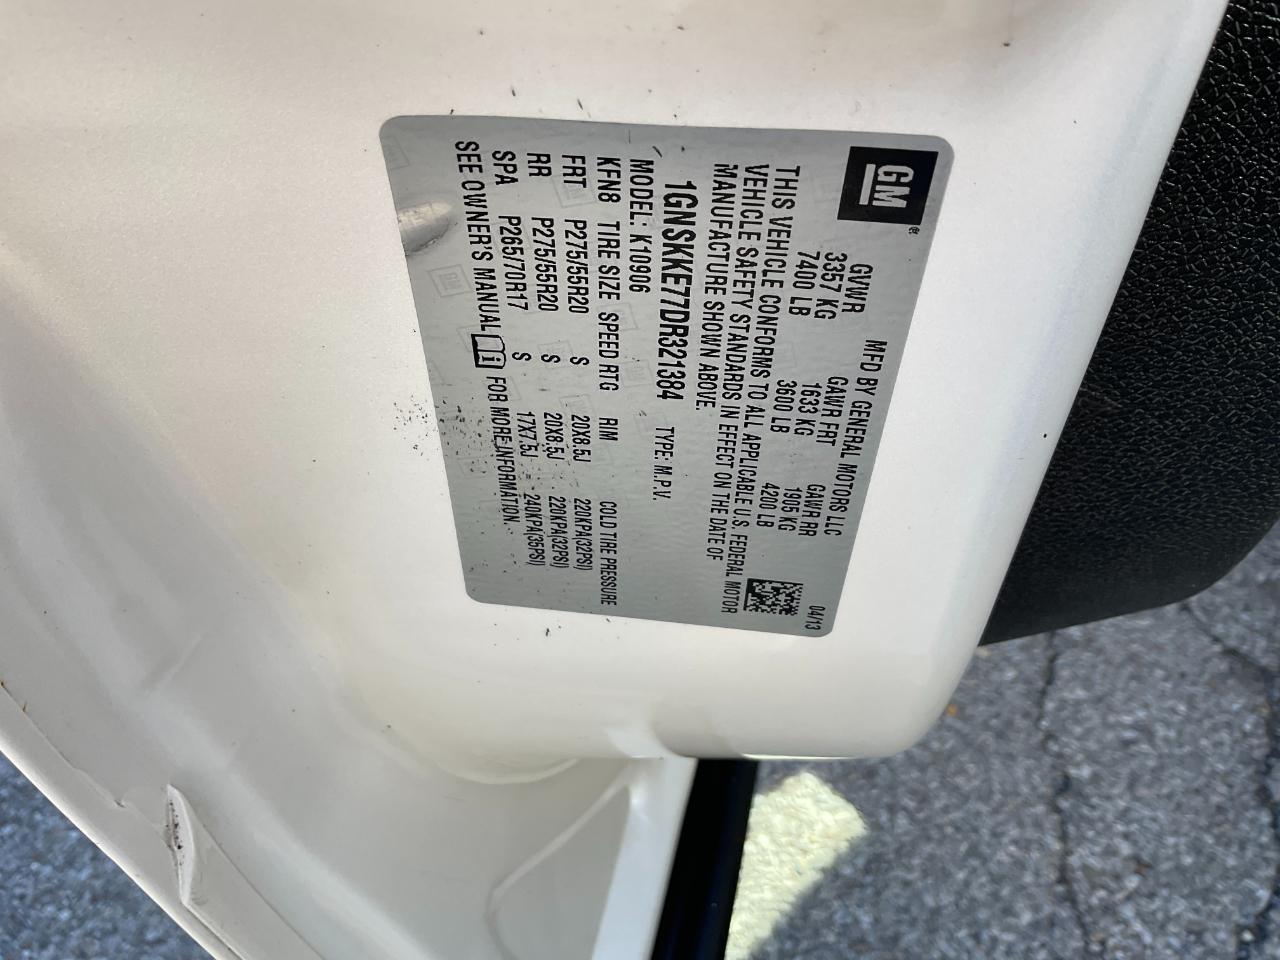 GM
MFD BY GENERAL MOTORS LLC 04/13
GVWR GAWR FRT GAWR RR
3357 KG 1633 KG 1905 KG
7400 LB 3600 LB 4200 LB
THIS VEHICLE CONFORMS TO ALL APPLICABLE U.S. FEDERAL MOTOR
VEHICLE SAFETY STANDARDS IN EFFECT ON THE DATE OF
MANUFACTURE SHOWN ABOVE.
1GNSKKE77DR321384 TYPE: M.P.V.
MODEL: K10906
KFN8 TIRE SIZE SPEED RTG RIM COLD TIRE PRESSURE
FRT P275/55R20 S 20X8.5J 220KPA(32PSI)
RR P275/55R20 S 20X8.5J 220KPA(32PSI)
SPA P265/70R17 S 17X7.5J 240KPA(35PSI)
SEE OWNER'S MANUAL FOR MORE INFORMATION.